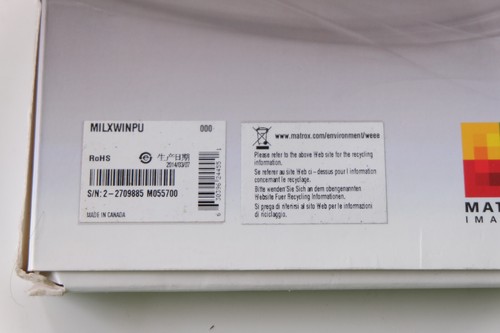 MILXWINPU 000
RoHS 生产日期
2014/03/07
S/N:2-2709885 M055700
MADE IN CANADA
www.matrox.com/environment/weee
Please refer to the above Web site for the recycling
information.
Se referer au site Web ci - dessus pour l information
concernant le recyclage.
Bitte wenden Sie Sich an dem obengenannten
Website Fuer Recycling Informationen.
Si prega di riferirsi al sito Web per le informazioni
di riciclaggio.
MAT
IMA